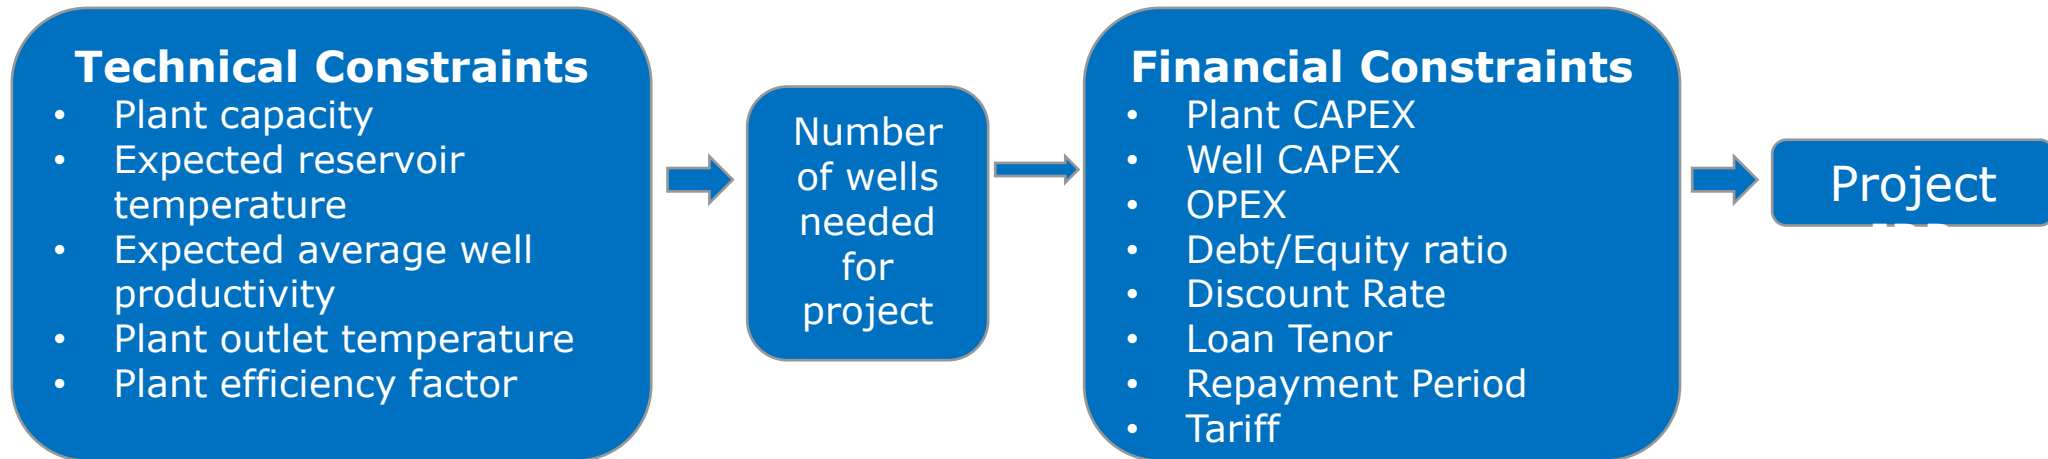 Technical Constraints
• Plant capacity
• Expected reservoir
temperature
• Expected average well
productivity
• Plant outlet temperature
• Plant efficiency factor
Number
of wells
needed
for
project
Financial Constraints
• Plant CAPEX
• Well CAPEX
• OPEX
• Debt/Equity ratio
• Discount Rate
• Loan Tenor
• Repayment Period
• Tariff
Project